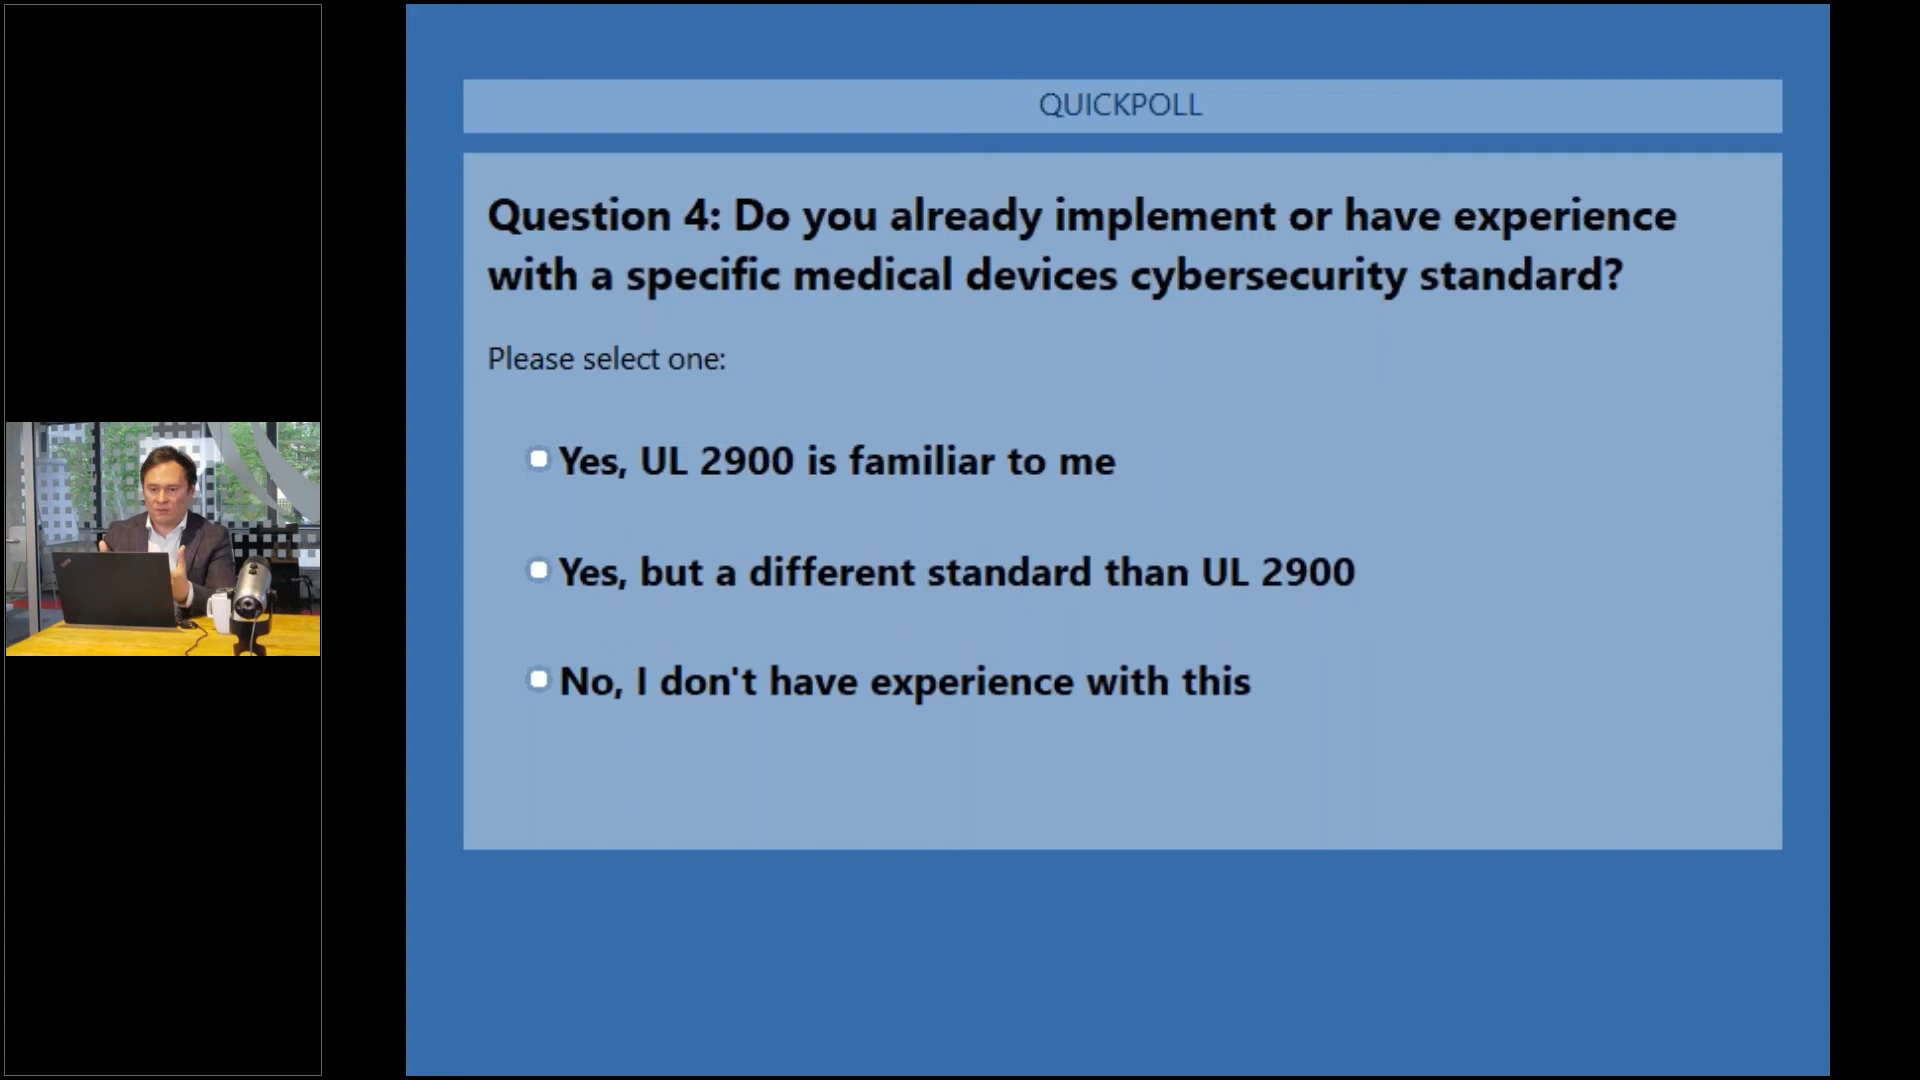 QUICKPOLL
Question 4: Do you already implement or have experience
with a specific medical devices cybersecurity standard?
Please select one:
Yes, UL 2900 is familiar to me
Yes, but a different standard than UL 2900
No, I don't have experience with this